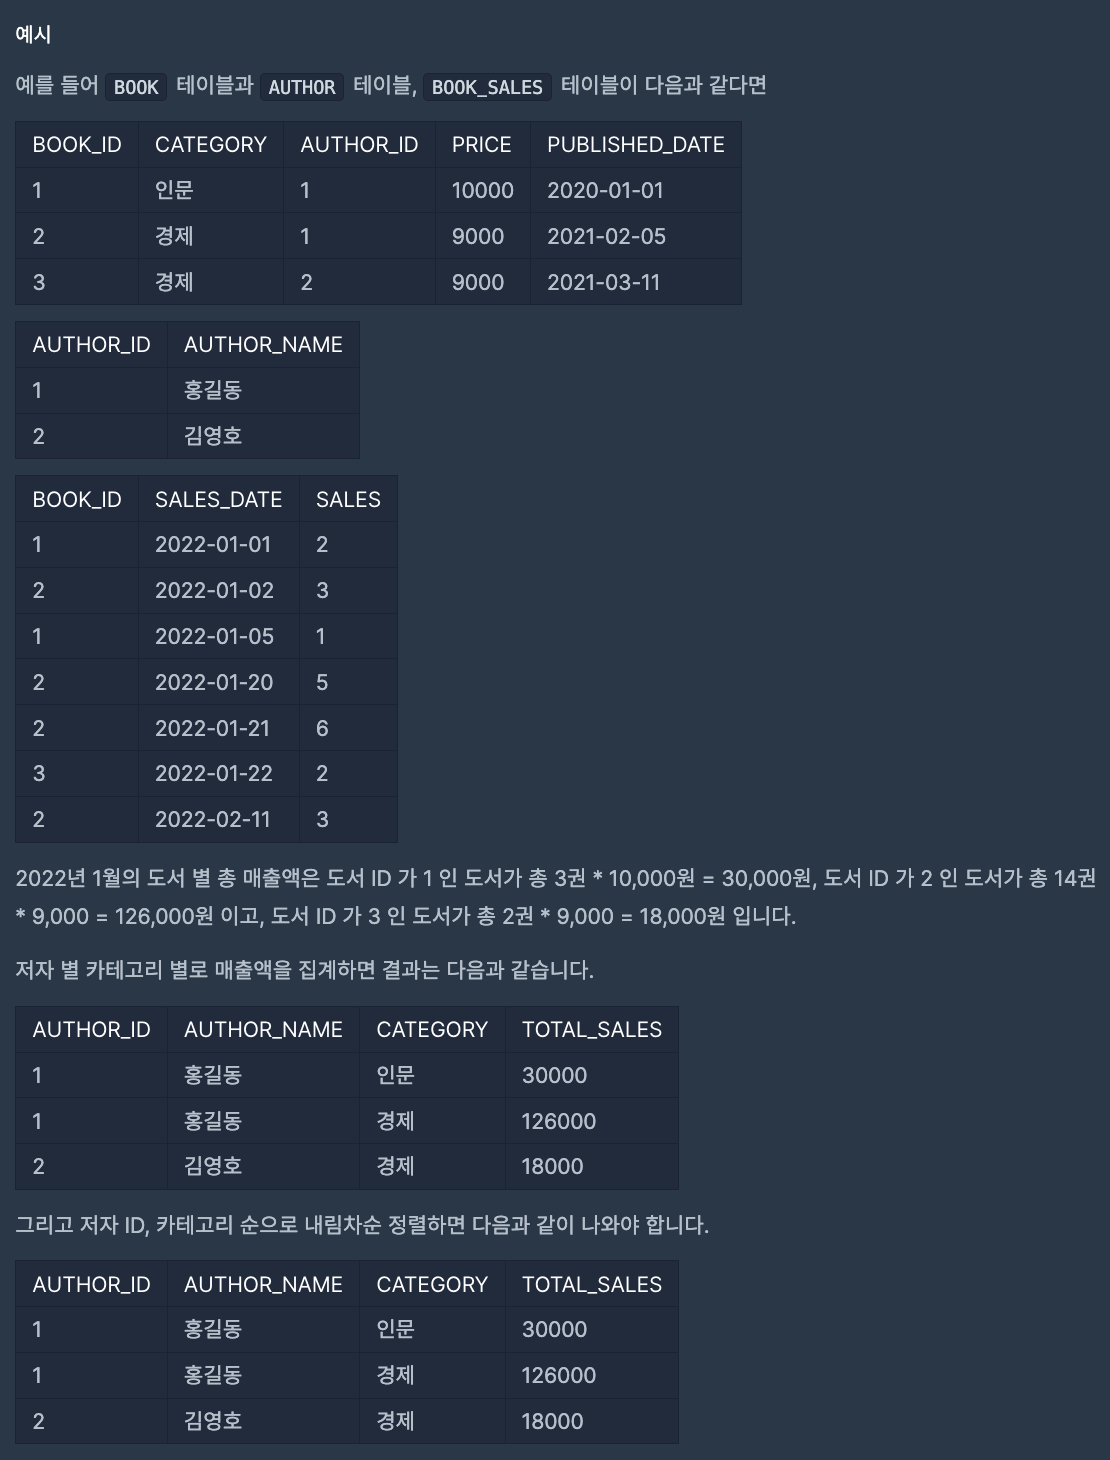 예시
예를 들어 BOOK 테이블과 AUTHOR 테이블, BOOK_SALES 테이블이 다음과 같다면
BOOK_ID CATEGORY AUTHOR_ID PRICE PUBLISHED_DATE
1 인문 1 10000 2020-01-01
2 경제 1 9000 2021-02-05
3 경제 2 9000 2021-03-11
AUTHOR_ID AUTHOR_NAME
1 홍길동
2 김영호
BOOK_ID SALES_DATE SALES
1 2022-01-01 2
2 2022-01-02 3
1 2022-01-05 1
2 2022-01-20 5
2 2022-01-21 6
3 2022-01-22 2
2 2022-02-11 3
2022년 1월의 도서 별 총 매출액은 도서 ID 가 1 인 도서가 총 3권 * 10,000원 = 30,000원, 도서 ID 가 2 인 도서가 총 14권
* 9,000 = 126,000원 이고, 도서 ID 가 3 인 도서가 총 2권 * 9,000 = 18,000원 입니다.
저자 별 카테고리 별로 매출액을 집계하면 결과는 다음과 같습니다.
AUTHOR_ID AUTHOR_NAME CATEGORY TOTAL_SALES
1 홍길동 인문 30000
1 홍길동 경제 126000
2 김영호 경제 18000
그리고 저자 ID, 카테고리 순으로 내림차순 정렬하면 다음과 같이 나와야 합니다.
AUTHOR_ID AUTHOR_NAME CATEGORY TOTAL_SALES
1 홍길동 인문 30000
1 홍길동 경제 126000
2 김영호 경제 18000